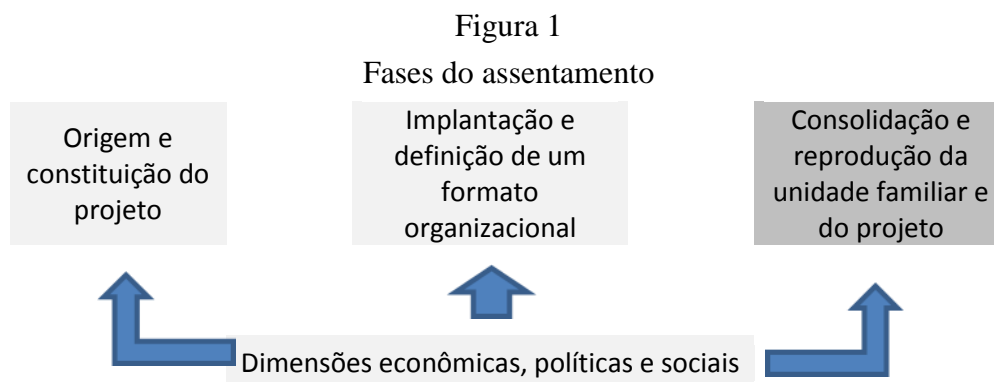 Figura 1
Fases do assentamento
Origem e
constituição do
projeto
Implantação e
definição de um
formato
organizacional
Consolidação e
reprodução da
unidade familiar e
do projeto
Dimensões econômicas, políticas e sociais